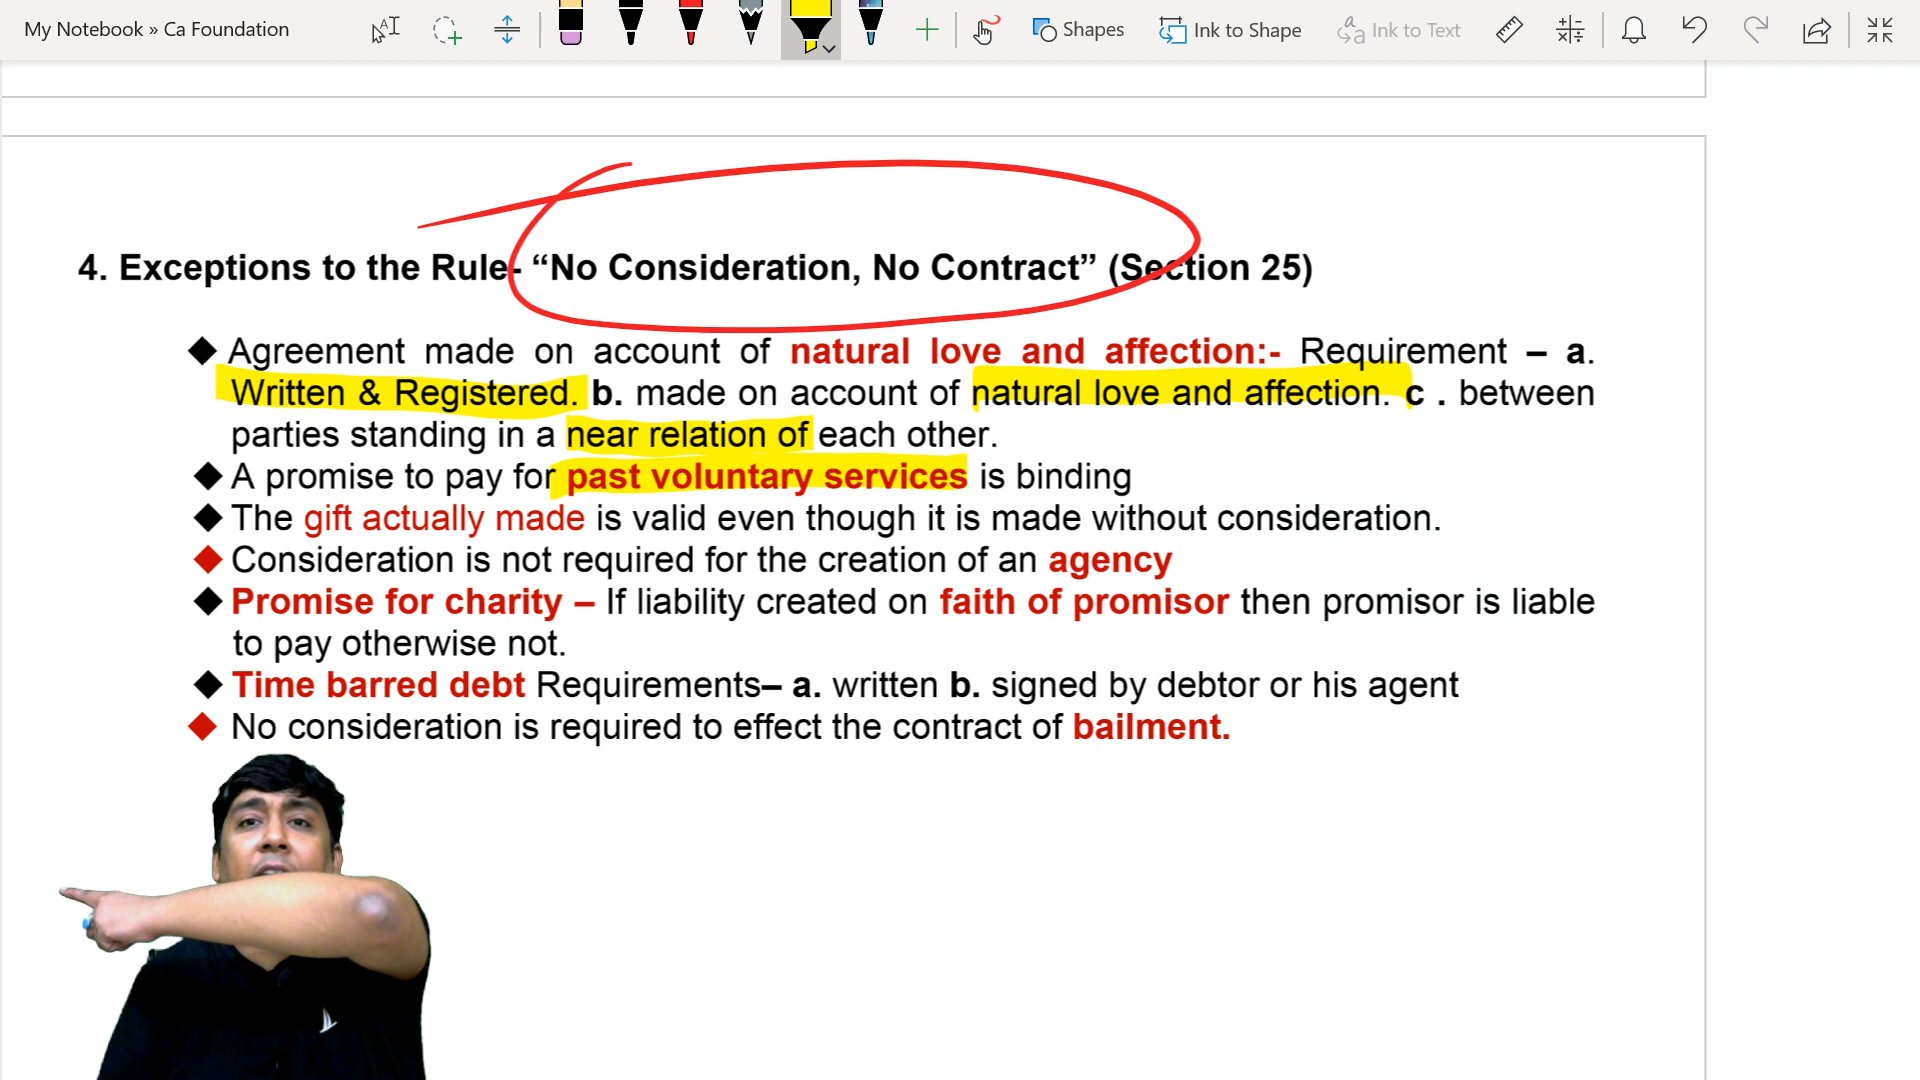 My Notebook » Ca Foundation
Shapes
Ink to Shape
Ink to Text
4. Exceptions to the Rule- “No Consideration, No Contract” (Section 25)
◆ Agreement made on account of natural love and affection:- Requirement – a.
Written & Registered. b. made on account of natural love and affection. c . between
parties standing in a near relation of each other.
◆ A promise to pay for past voluntary services is binding
◆ The gift actually made is valid even though it is made without consideration.
◆ Consideration is not required for the creation of an agency
◆ Promise for charity – If liability created on faith of promisor then promisor is liable
to pay otherwise not.
◆ Time barred debt Requirements– a. written b. signed by debtor or his agent
◆ No consideration is required to effect the contract of bailment.